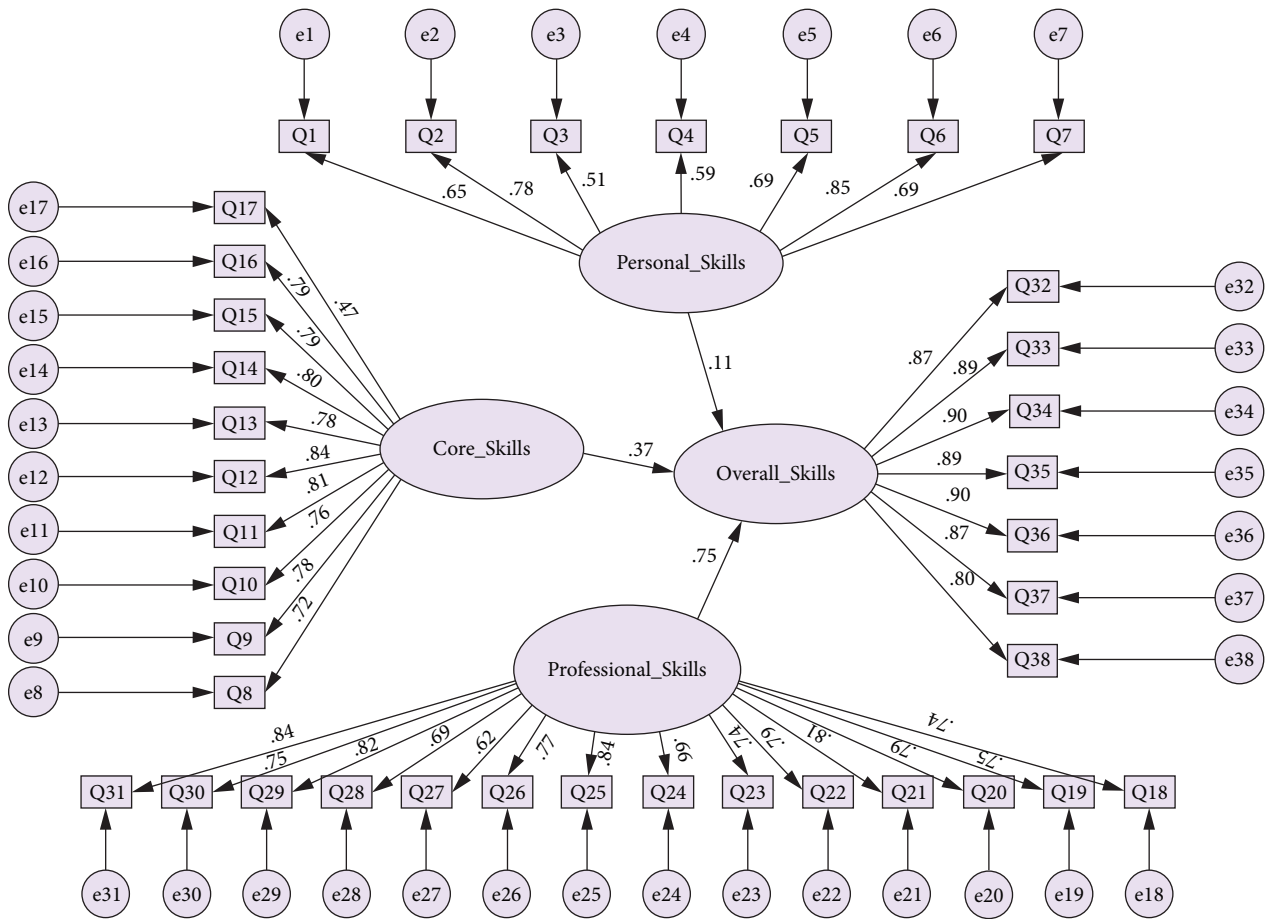 e1 e2 e3 e4 e5 e6 e7
Q1 Q2 Q3 Q4 Q5 Q6 Q7
.65 .78 .51 .59 .69 .85 .69
Personal_Skills
.11
e17 Q17 .47
e16 Q16 .79
e15 Q15 .79
e14 Q14 .80
e13 Q13 .78
e12 Q12 .84
e11 Q11 .81
e10 Q10 .76
e9 Q9 .78
e8 Q8 .72
Core_Skills
.37
Overall_Skills
.87 Q32 e32
.89 Q33 e33
.90 Q34 e34
.89 Q35 e35
.90 Q36 e36
.87 Q37 e37
.80 Q38 e38
.75
Professional_Skills
.84 .75 .82 .69 .62 .77 .84 .66 .74 .79 .81 .79 .75 .74
Q31 Q30 Q29 Q28 Q27 Q26 Q25 Q24 Q23 Q22 Q21 Q20 Q19 Q18
e31 e30 e29 e28 e27 e26 e25 e24 e23 e22 e21 e20 e19 e18